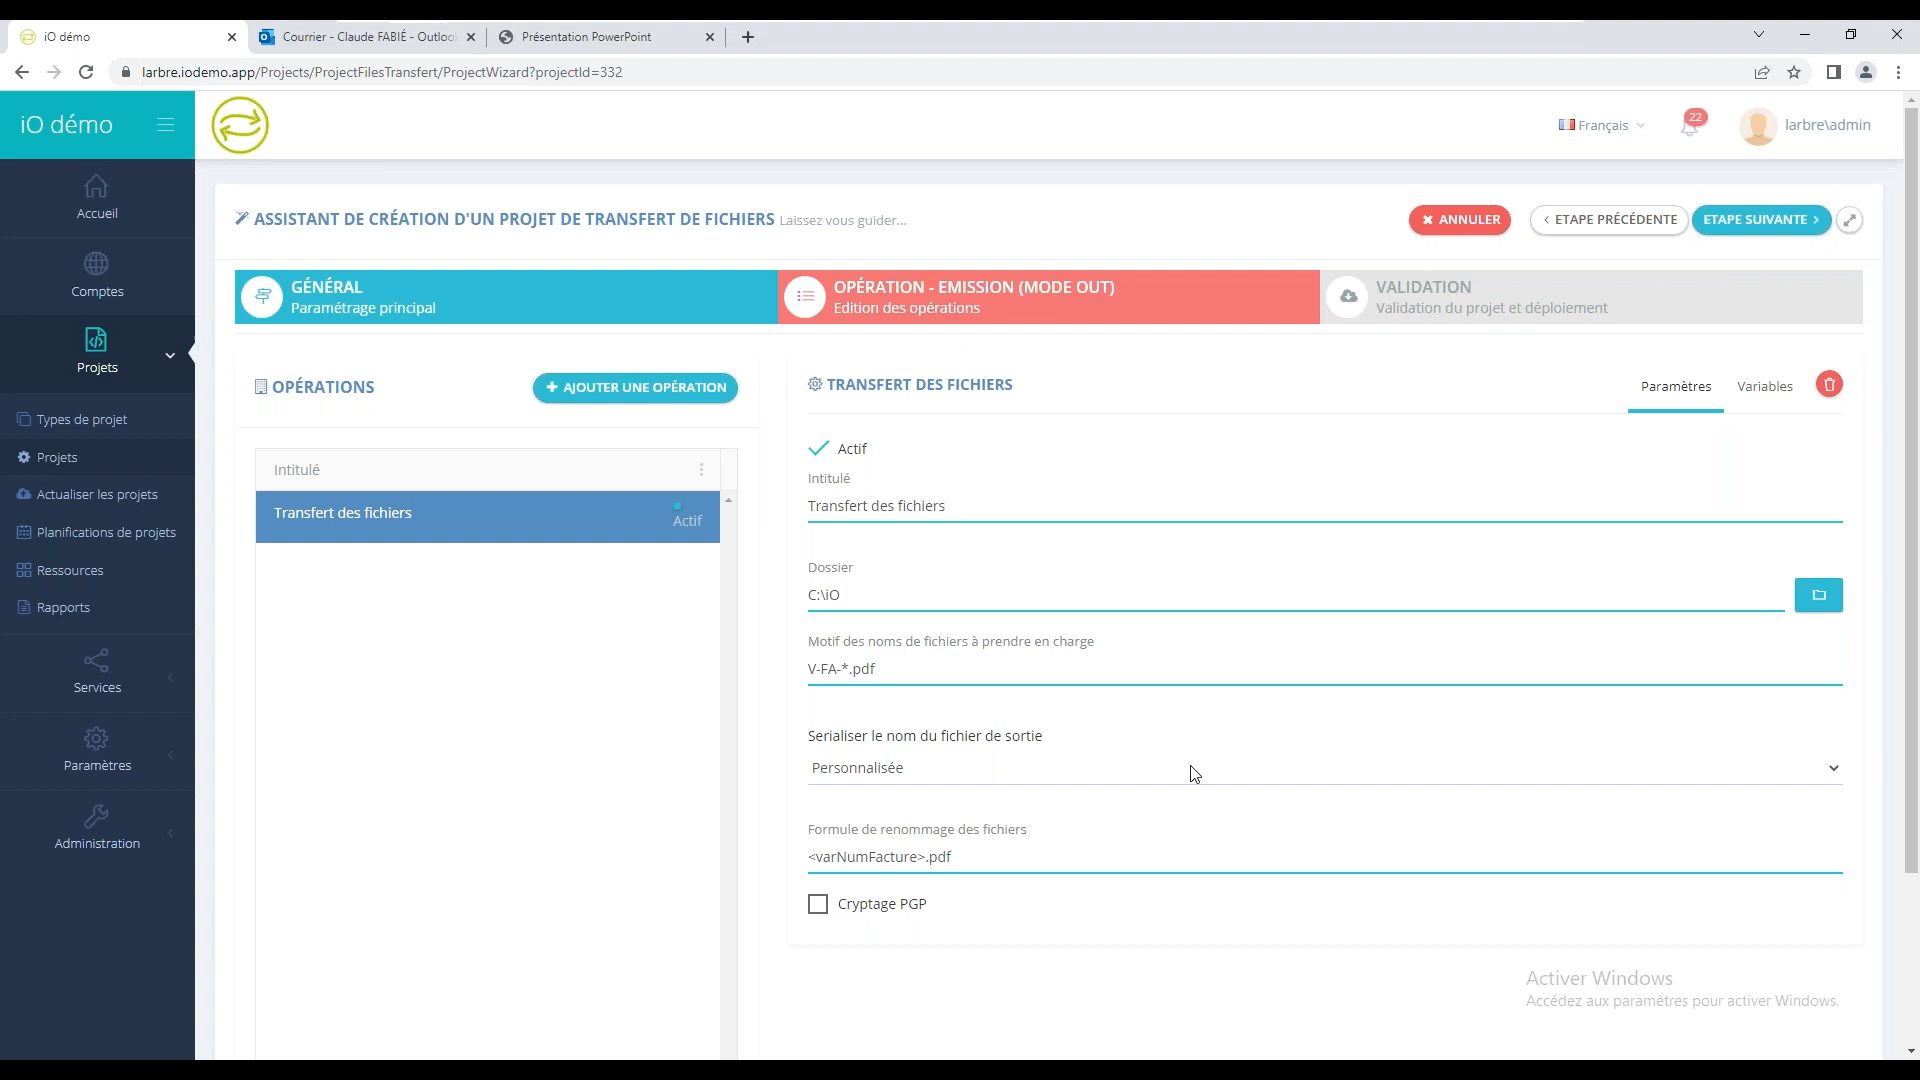 iO démo
Courrier - Claude FABIÉ - Outloo
Présentation PowerPoint
larbre.iodemo.app/Projects/ProjectFilesTransfert/ProjectWizard?projectId=332
iO démo
Français
22
larbre\admin
Accueil
Comptes
Projets
Types de projet
Projets
Actualiser les projets
Planifications de projets
Ressources
Rapports
Services
Paramètres
Administration
ASSISTANT DE CRÉATION D'UN PROJET DE TRANSFERT DE FICHIERS Laissez vous guider...
ANNULER
ETAPE PRÉCÉDENTE
ETAPE SUIVANTE
GÉNÉRAL
Paramétrage principal
OPÉRATION - EMISSION (MODE OUT)
Edition des opérations
VALIDATION
Validation du projet et déploiement
OPÉRATIONS
AJOUTER UNE OPÉRATION
Intitulé
Transfert des fichiers
Actif
TRANSFERT DES FICHIERS
Paramètres
Variables
Actif
Intitulé
Transfert des fichiers
Dossier
C:\iO
Motif des noms de fichiers à prendre en charge
V-FA-*.pdf
Serialiser le nom du fichier de sortie
Personnalisée
Formule de renommage des fichiers
<varNumFacture>.pdf
Cryptage PGP
Activer Windows
Accédez aux paramètres pour activer Windows.